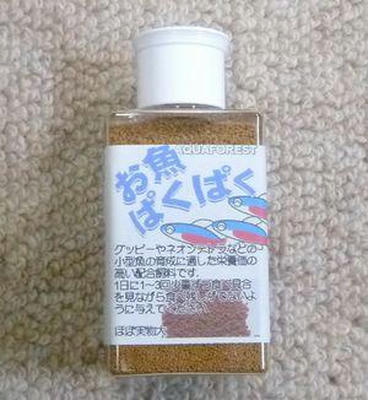 AQUAFOREST
お魚
ぱくぱく
グッピーやネオンテトラなどの
小型魚の育成に適した栄養価の
高い配合飼料です。
1日に1~3回少量ずつ食べ具合
を見ながら食べ残しがでないよ
うに与えてください。
ほぼ実物大